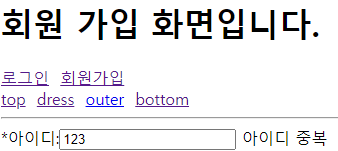 회원 가입 화면입니다.
로그인 회원가입
top dress outer bottom
*아이디:123 아이디 중복